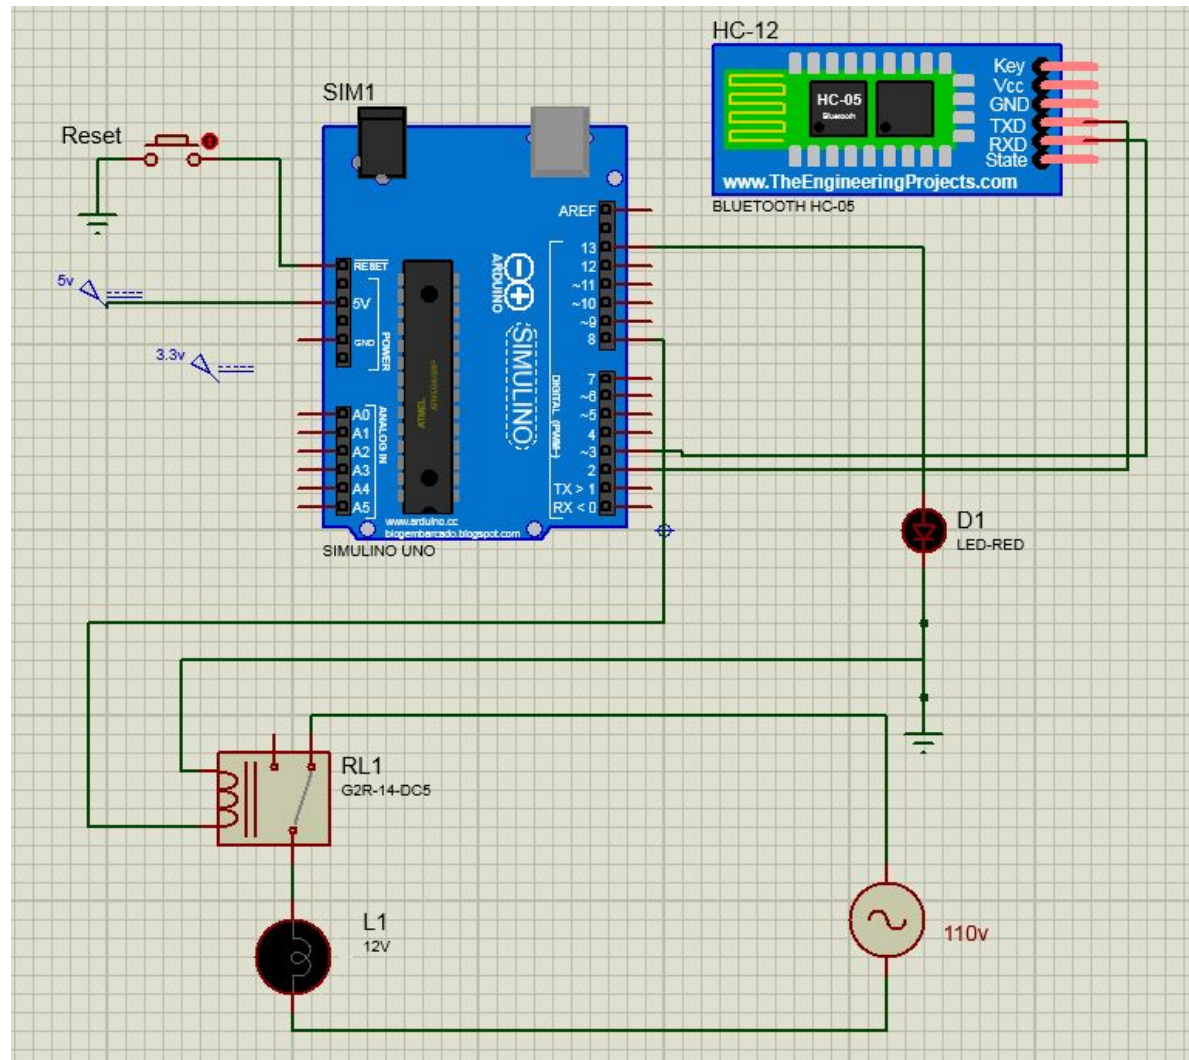 HC-12
Key
Vcc
GND
TXD
RXD
State
HC-05
Bluetooth
www.TheEngineeringProjects.com
BLUETOOTH HC-05
SIM1
Reset
AREF
13
12
~11
~10
~9
8
7
~6
~5
4
~3
2
TX > 1
RX < 0
RESET
5V
GND
POWER
A0
A1
A2
A3
A4
A5
ANALOG IN
ARDUINO
SIMULINO
DIGITAL (PWM~)
ATMEL
www.arduino.cc
blogembarcado.blogspot.com
SIMULINO UNO
5v
3.3v
D1
LED-RED
RL1
G2R-14-DC5
L1
12V
110v